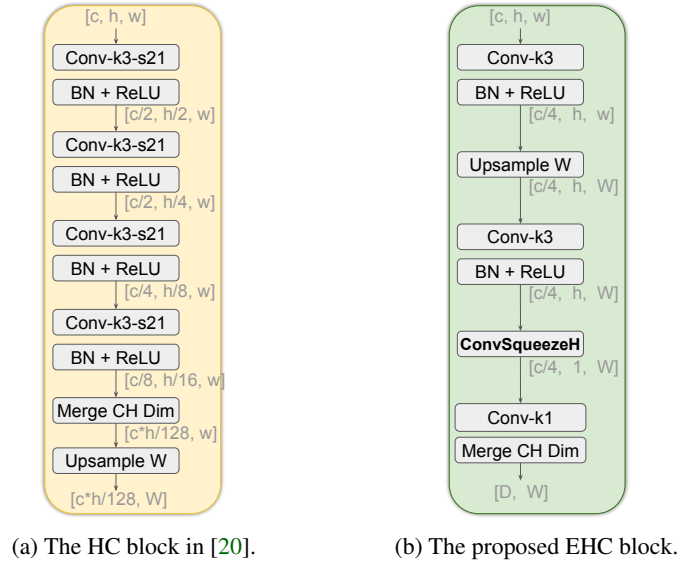 [c, h, w]
Conv-k3-s21
BN + ReLU
[c/2, h/2, w]
Conv-k3-s21
BN + ReLU
[c/2, h/4, w]
Conv-k3-s21
BN + ReLU
[c/4, h/8, w]
Conv-k3-s21
BN + ReLU
[c/8, h/16, w]
Merge CH Dim
[c*h/128, w]
Upsample W
[c*h/128, W]
(a) The HC block in [20].
[c, h, w]
Conv-k3
BN + ReLU
[c/4, h, w]
Upsample W
[c/4, h, W]
Conv-k3
BN + ReLU
[c/4, h, W]
ConvSqueezeH
[c/4, 1, W]
Conv-k1
Merge CH Dim
[D, W]
(b) The proposed EHC block.